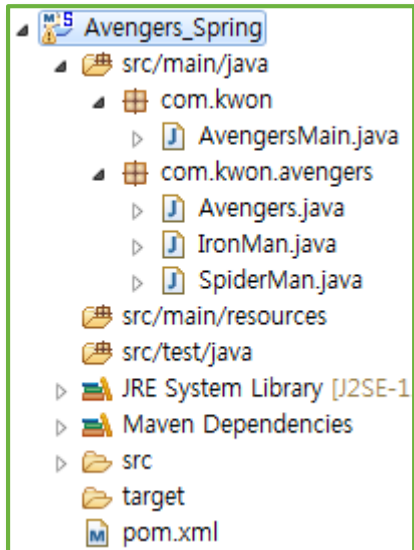 Avengers_Spring
src/main/java
com.kwon
AvengersMain.java
com.kwon.avengers
Avengers.java
IronMan.java
SpiderMan.java
src/main/resources
src/test/java
JRE System Library [J2SE-1
Maven Dependencies
src
target
pom.xml